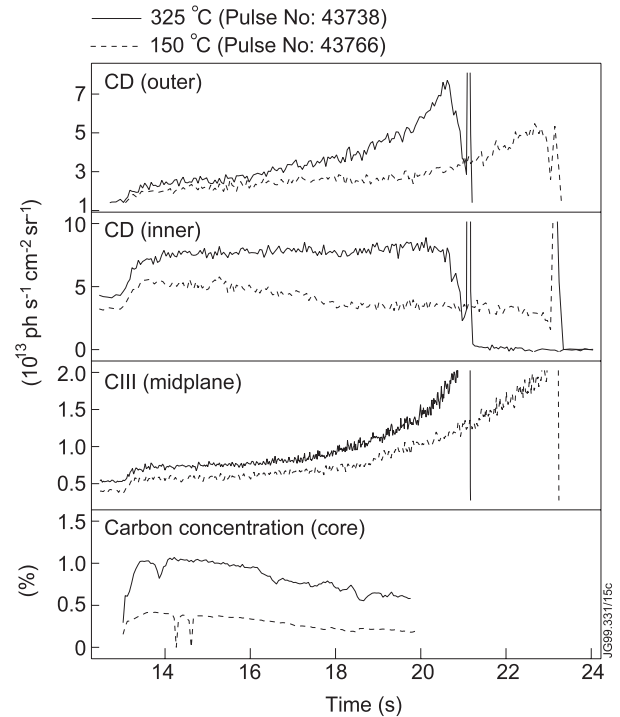 325 °C (Pulse No: 43738)
150 °C (Pulse No: 43766)
CD (outer)
7
5
3
1
CD (inner)
10
5
0
(10¹³ ph s⁻¹ cm⁻² sr⁻¹)
CIII (midplane)
2.0
1.5
1.0
0.5
Carbon concentration (core)
1.5
1.0
0.5
0
(%)
14 16 18 20 22 24
Time (s)
JG99.331/15c